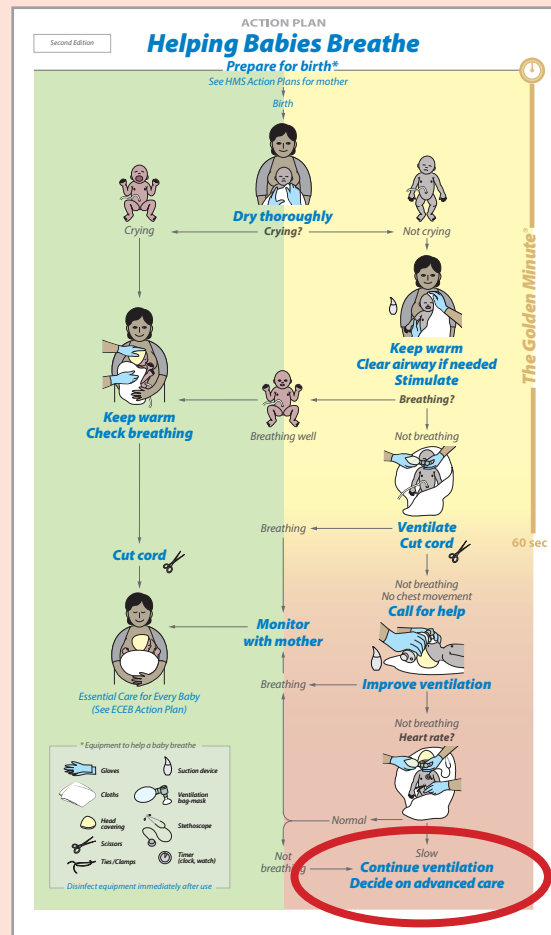 ACTION PLAN
Second Edition
Helping Babies Breathe
Prepare for birth*
See HMS Action Plans for mother
Birth
Dry thoroughly
Crying
Crying?
Not crying
The Golden Minute®
Keep warm
Clear airway if needed
Stimulate
Breathing?
Keep warm
Check breathing
Breathing well
Not breathing
Breathing
Ventilate
Cut cord
60 sec
Cut cord
Not breathing
No chest movement
Call for help
Monitor
with mother
Breathing
Improve ventilation
Essential Care for Every Baby
(See ECEB Action Plan)
Not breathing
Heart rate?
* Equipment to help a baby breathe
Gloves
Suction device
Cloths
Ventilation
bag-mask
Head
covering
Stethoscope
Scissors
Ties/Clamps
Timer
(clock, watch)
Disinfect equipment immediately after use
Normal
Not
breathing
Slow
Continue ventilation
Decide on advanced care